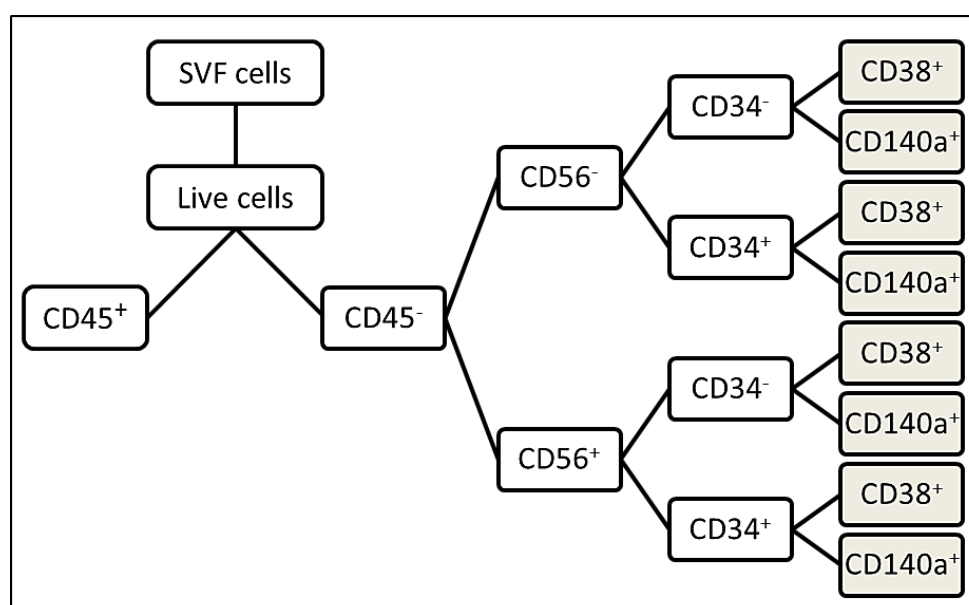 SVF cells
Live cells
CD45⁺
CD45⁻
CD56⁻
CD56⁺
CD34⁻
CD34⁺
CD34⁻
CD34⁺
CD38⁺
CD140a⁺
CD38⁺
CD140a⁺
CD38⁺
CD140a⁺
CD38⁺
CD140a⁺